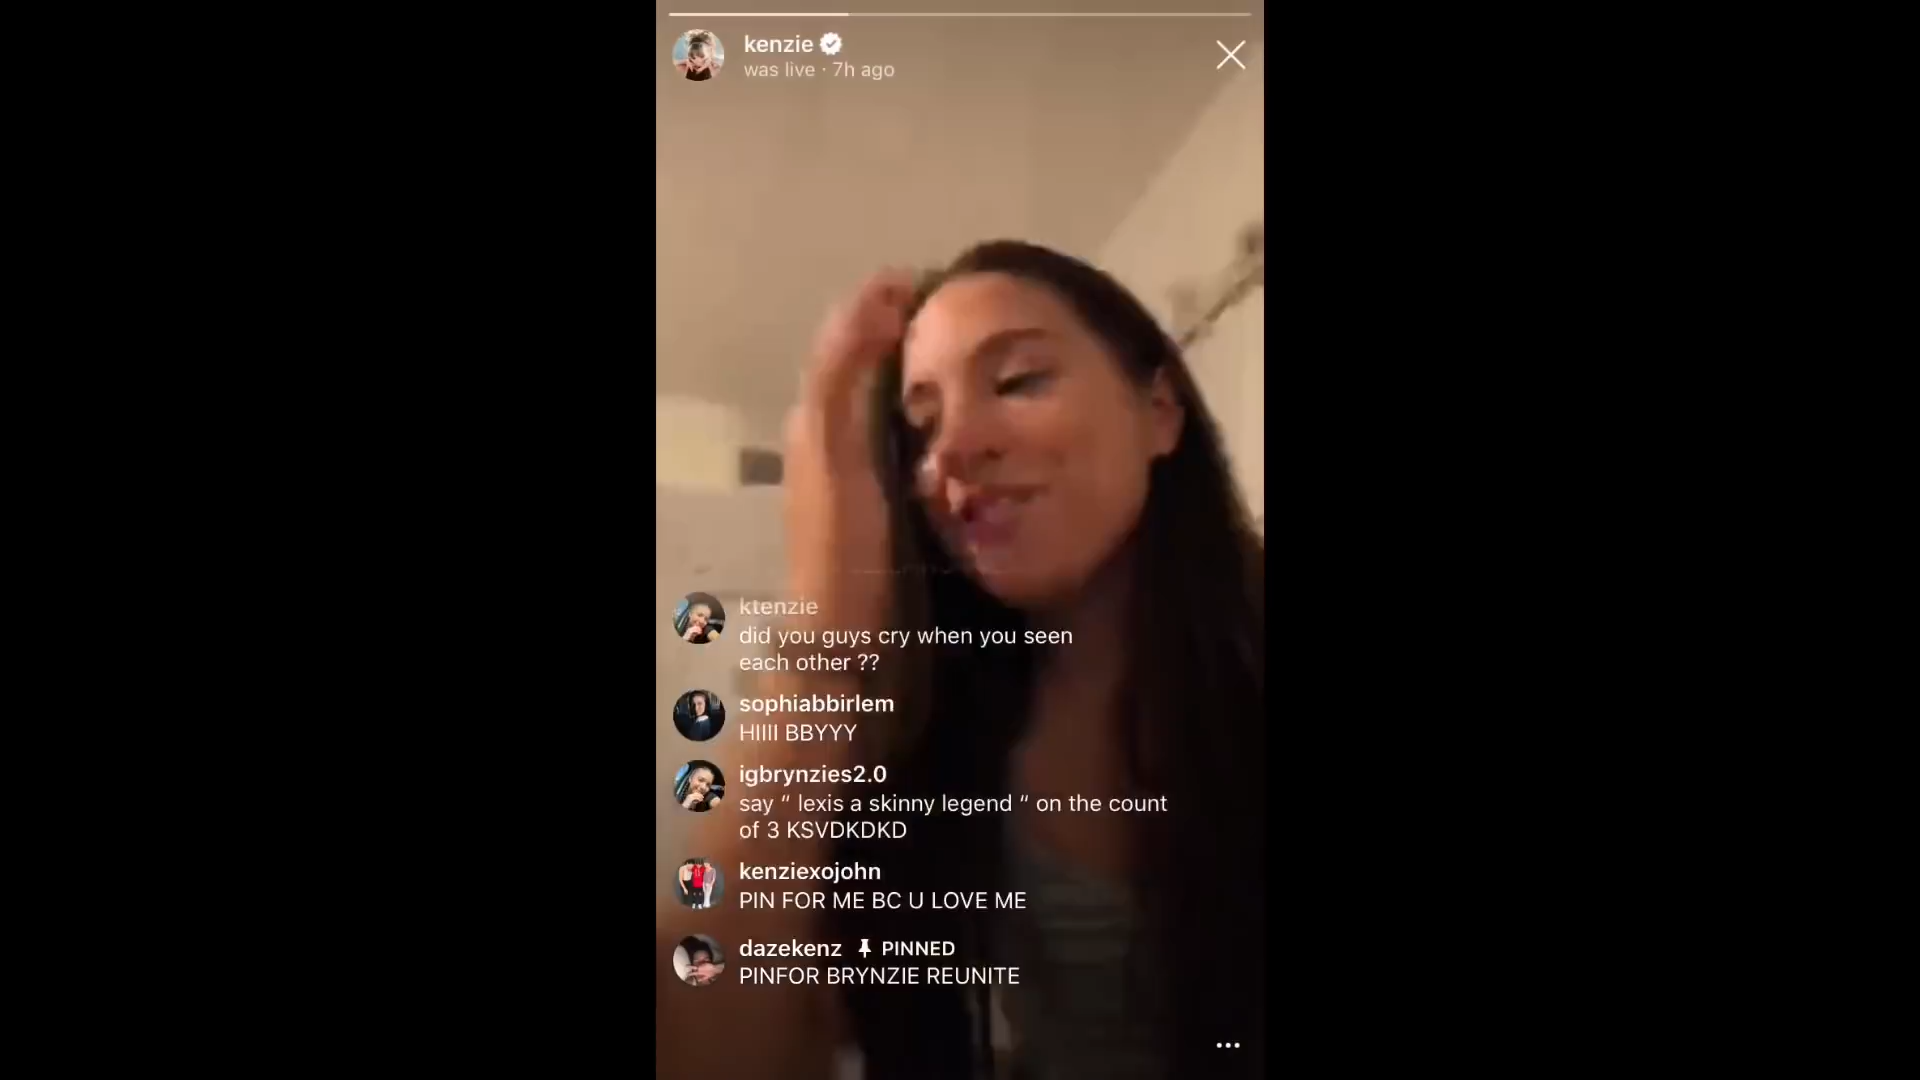 kenzie
was live · 7h ago
ktenzie
did you guys cry when you seen
each other ??
sophiabbirlem
HIIII BBYYY
igbrynzies2.0
say “ lexis a skinny legend “ on the count
of 3 KSVDKDKD
kenziexojohn
PIN FOR ME BC U LOVE ME
dazekenz PINNED
PINFOR BRYNZIE REUNITE